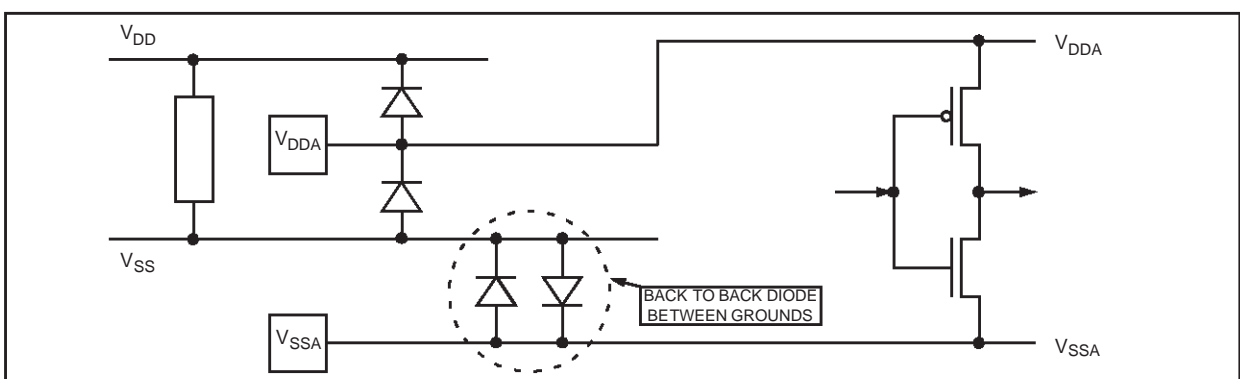 VDD
VDDA
VDDA
VSS
BACK TO BACK DIODE
BETWEEN GROUNDS
VSSA
VSSA